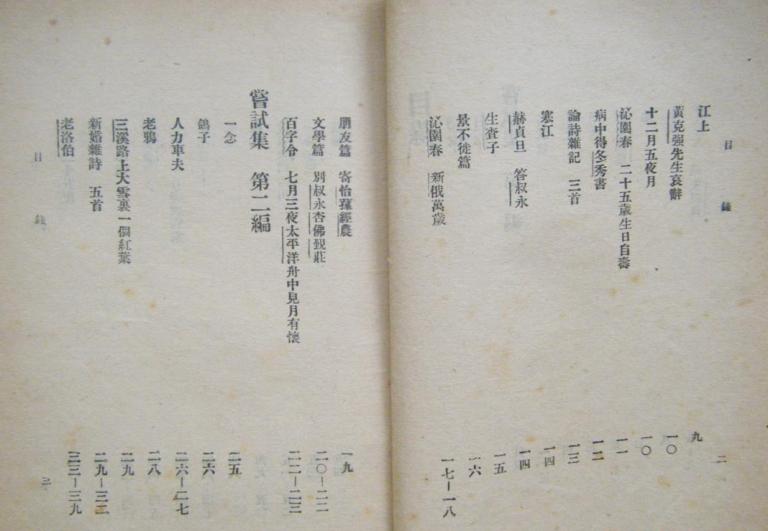 目錄
二
江上 九
黃克强先生哀辭 一〇
十二月五夜月 一〇
沁園春 二十五歲生日自壽 一一
病中得冬秀書 一二
論詩雜記 三首 一三
寒江 一四
赫貞旦 答叔永 一四
生查子 一五
景不徙篇 一六
沁園春 新俄萬歲 一七—一八
朋友篇 寄怡蓀經農 一九
文學篇 別叔永杏佛覲莊 二〇—二一
百字令 七月三夜太平洋舟中見月有懷 二二—二三
嘗試集 第二編
一念 二五
鴿子 二六
人力車夫 二六—二七
老鴉 二八
三溪路上大雪裏一個紅葉 二九
新婚雜詩 五首 二九—三二
老洛伯 三三—三九
目錄
三